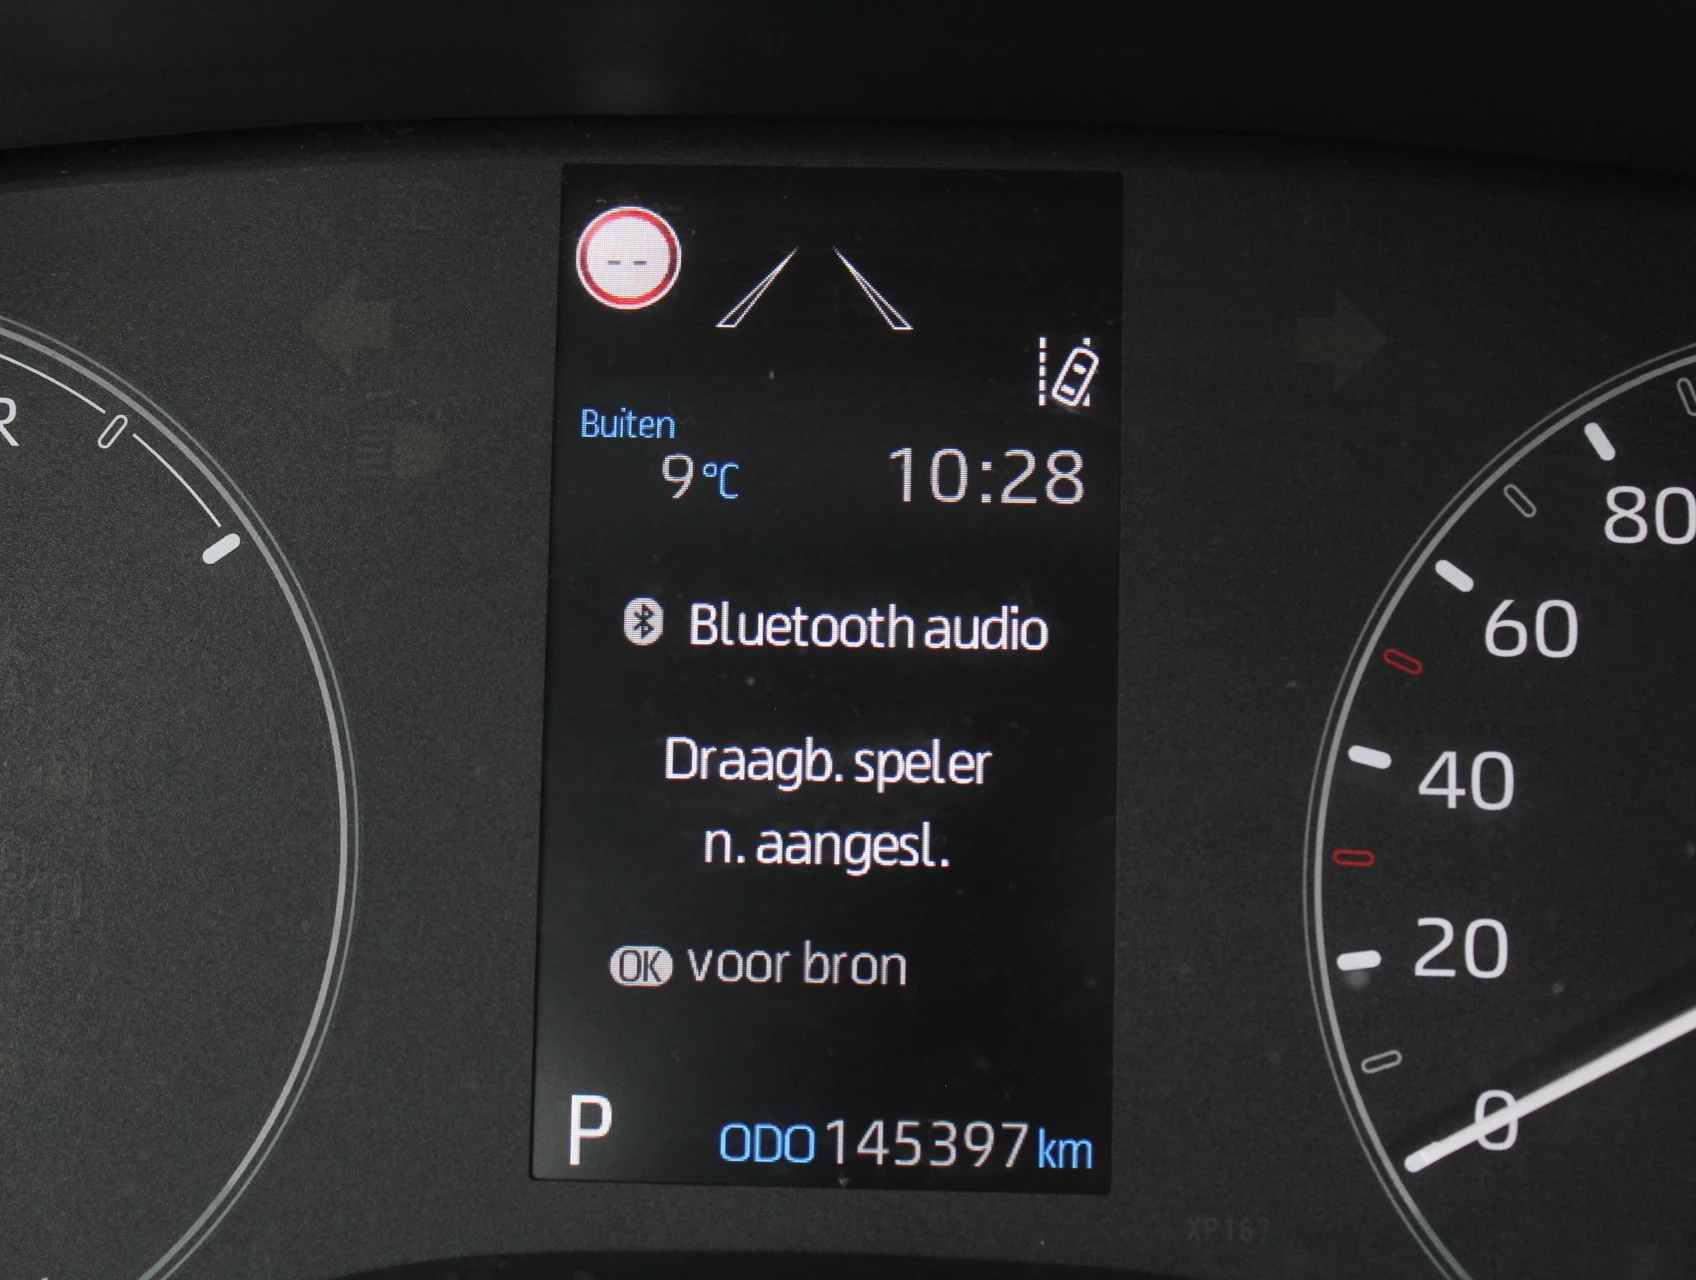 --
Buiten
9°C 10:28
Bluetooth audio
Draagb. speler
n. aangesl.
OK voor bron
P ODO 145397 km
R
80
60
40
20
0
XP167